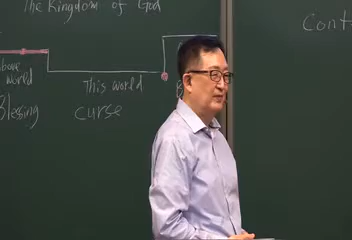 The Kingdom of God
Cont
above
world
This world
Blessing
curse